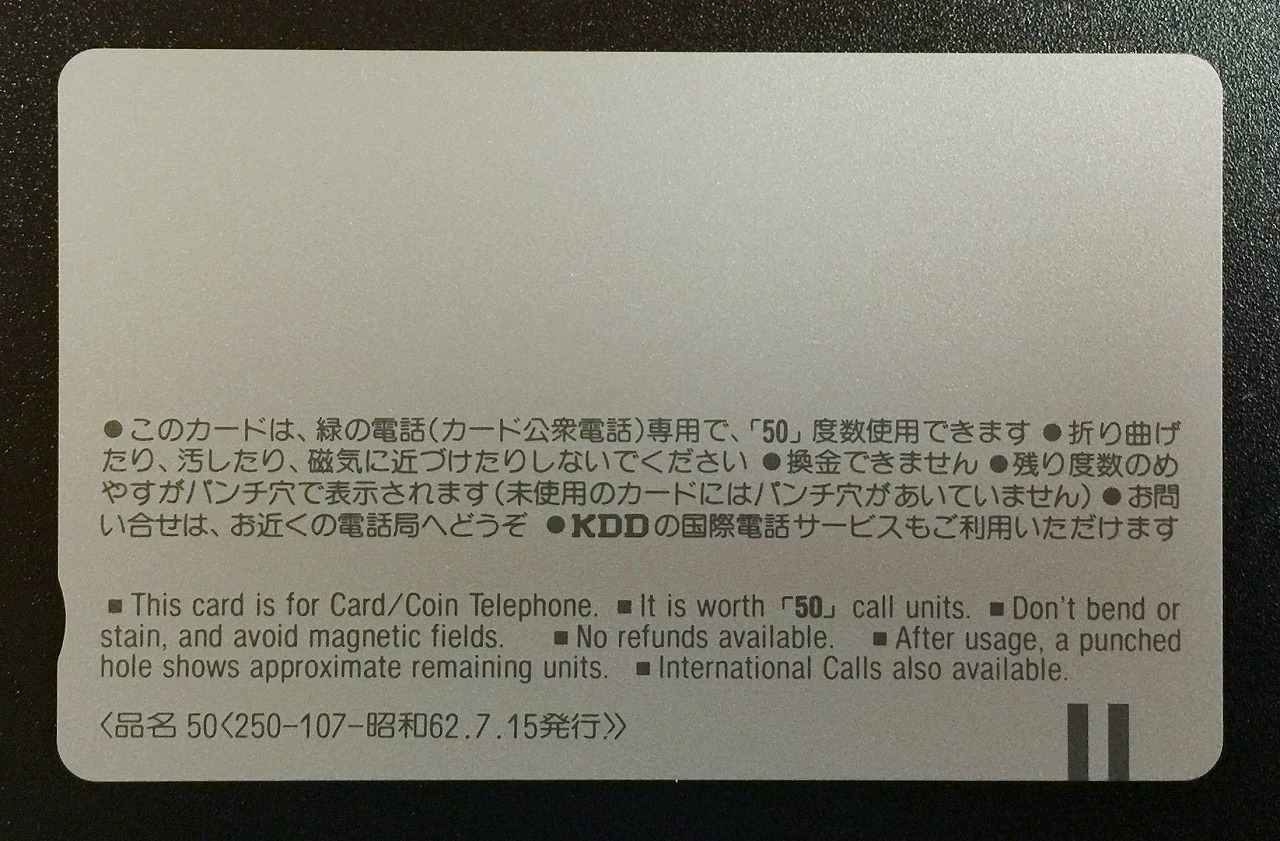 ●このカードは、緑の電話(カード公衆電話)専用で、「50」度数使用できます ●折り曲げ
たり、汚したり、磁気に近づけたりしないでください ●換金できません ●残り度数のめ
やすがパンチ穴で表示されます(未使用のカードにはパンチ穴があいていません) ●お問
い合せは、お近くの電話局へどうぞ ●KDDの国際電話サービスもご利用いただけます
■This card is for Card/Coin Telephone. ■It is worth「50」call units. ■Don't bend or
stain, and avoid magnetic fields. ■No refunds available. ■After usage, a punched
hole shows approximate remaining units. ■International Calls also available.
〈品名 50〈250-107-昭和62.7.15発行〉〉